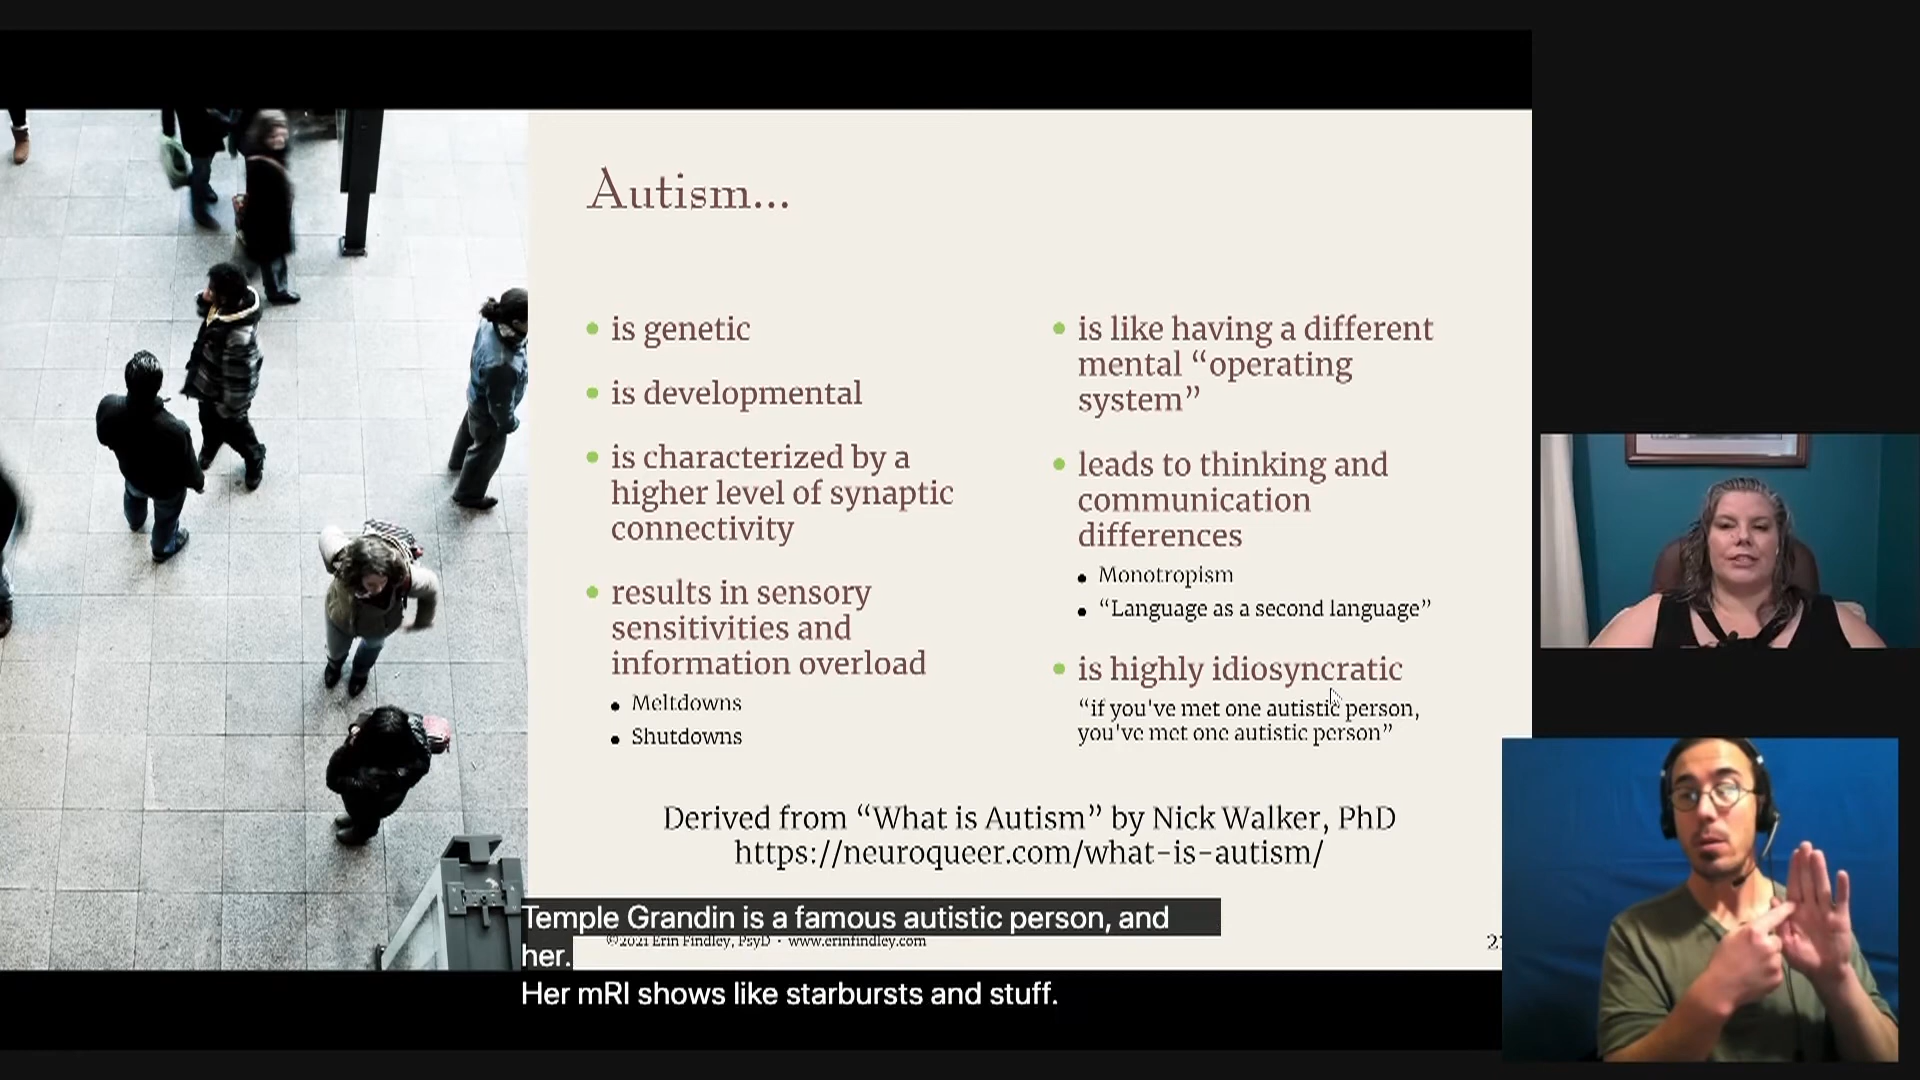 Autism...
is genetic
is developmental
is characterized by a
higher level of synaptic
connectivity
results in sensory
sensitivities and
information overload
Meltdowns
Shutdowns
is like having a different
mental “operating
system”
leads to thinking and
communication
differences
Monotropism
“Language as a second language”
is highly idiosyncratic
“if you've met one autistic person,
you've met one autistic person”
Derived from “What is Autism” by Nick Walker, PhD
https://neuroqueer.com/what-is-autism/
©2021 Erin Findley, PsyD · www.erinfindley.com
Temple Grandin is a famous autistic person, and
her.
Her mRI shows like starbursts and stuff.